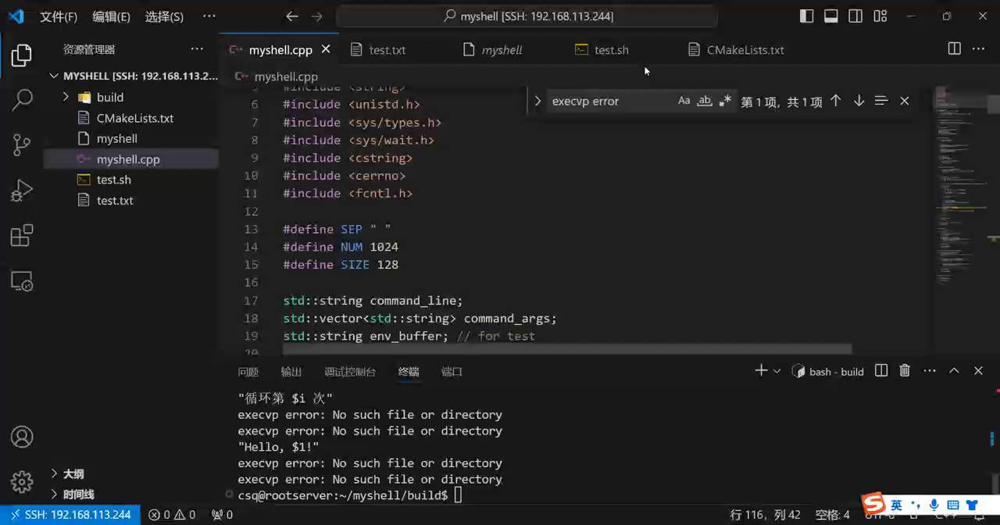 文件(F) 编辑(E) 选择(S) ··· myshell [SSH: 192.168.113.244]
资源管理器 ···
myshell.cpp test.txt myshell test.sh CMakeLists.txt ···
MYSHELL [SSH: 192.168.113.2...
build
CMakeLists.txt
myshell
myshell.cpp
test.sh
test.txt
myshell.cpp
execvp error Aa ab .* 第 1 项，共 1 项
#include <string>
6 #include <unistd.h>
7 #include <sys/types.h>
8 #include <sys/wait.h>
9 #include <cstring>
10 #include <cerrno>
11 #include <fcntl.h>
12
13 #define SEP " "
14 #define NUM 1024
15 #define SIZE 128
16
17 std::string command_line;
18 std::vector<std::string> command_args;
19 std::string env_buffer; // for test
20
问题 输出 调试控制台 终端 端口 bash - build ···
"循环第 $i 次"
execvp error: No such file or directory
execvp error: No such file or directory
"Hello, $1!"
execvp error: No such file or directory
execvp error: No such file or directory
csq@rootserver:~/myshell/build$
大纲
时间线
SSH: 192.168.113.244 0 0 0 行 116，列 42 空格: 4
S 英